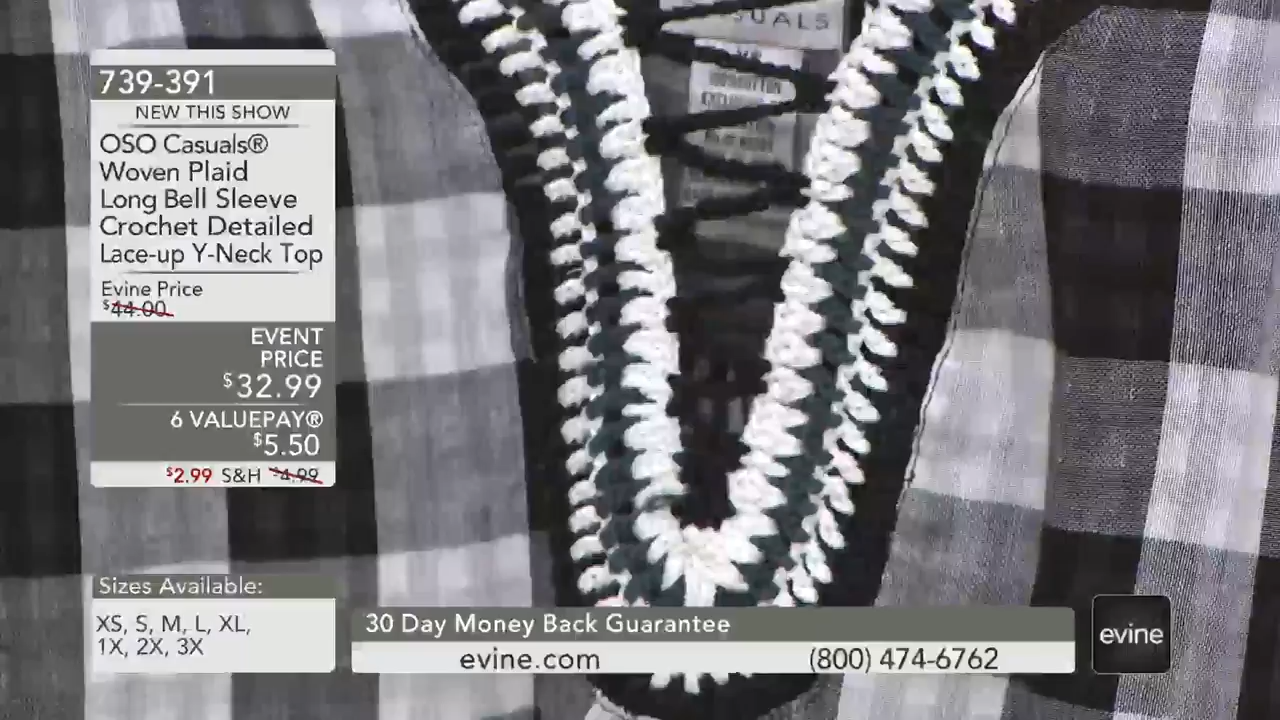 SUALS
739-391
NEW THIS SHOW
OSO Casuals®
Woven Plaid
Long Bell Sleeve
Crochet Detailed
Lace-up Y-Neck Top
Evine Price
$44.00
EVENT
PRICE
$32.99
6 VALUEPAY®
$5.50
$2.99 S&H $4.99
Sizes Available:
XS, S, M, L, XL,
1X, 2X, 3X
30 Day Money Back Guarantee
evine.com (800) 474-6762
evine